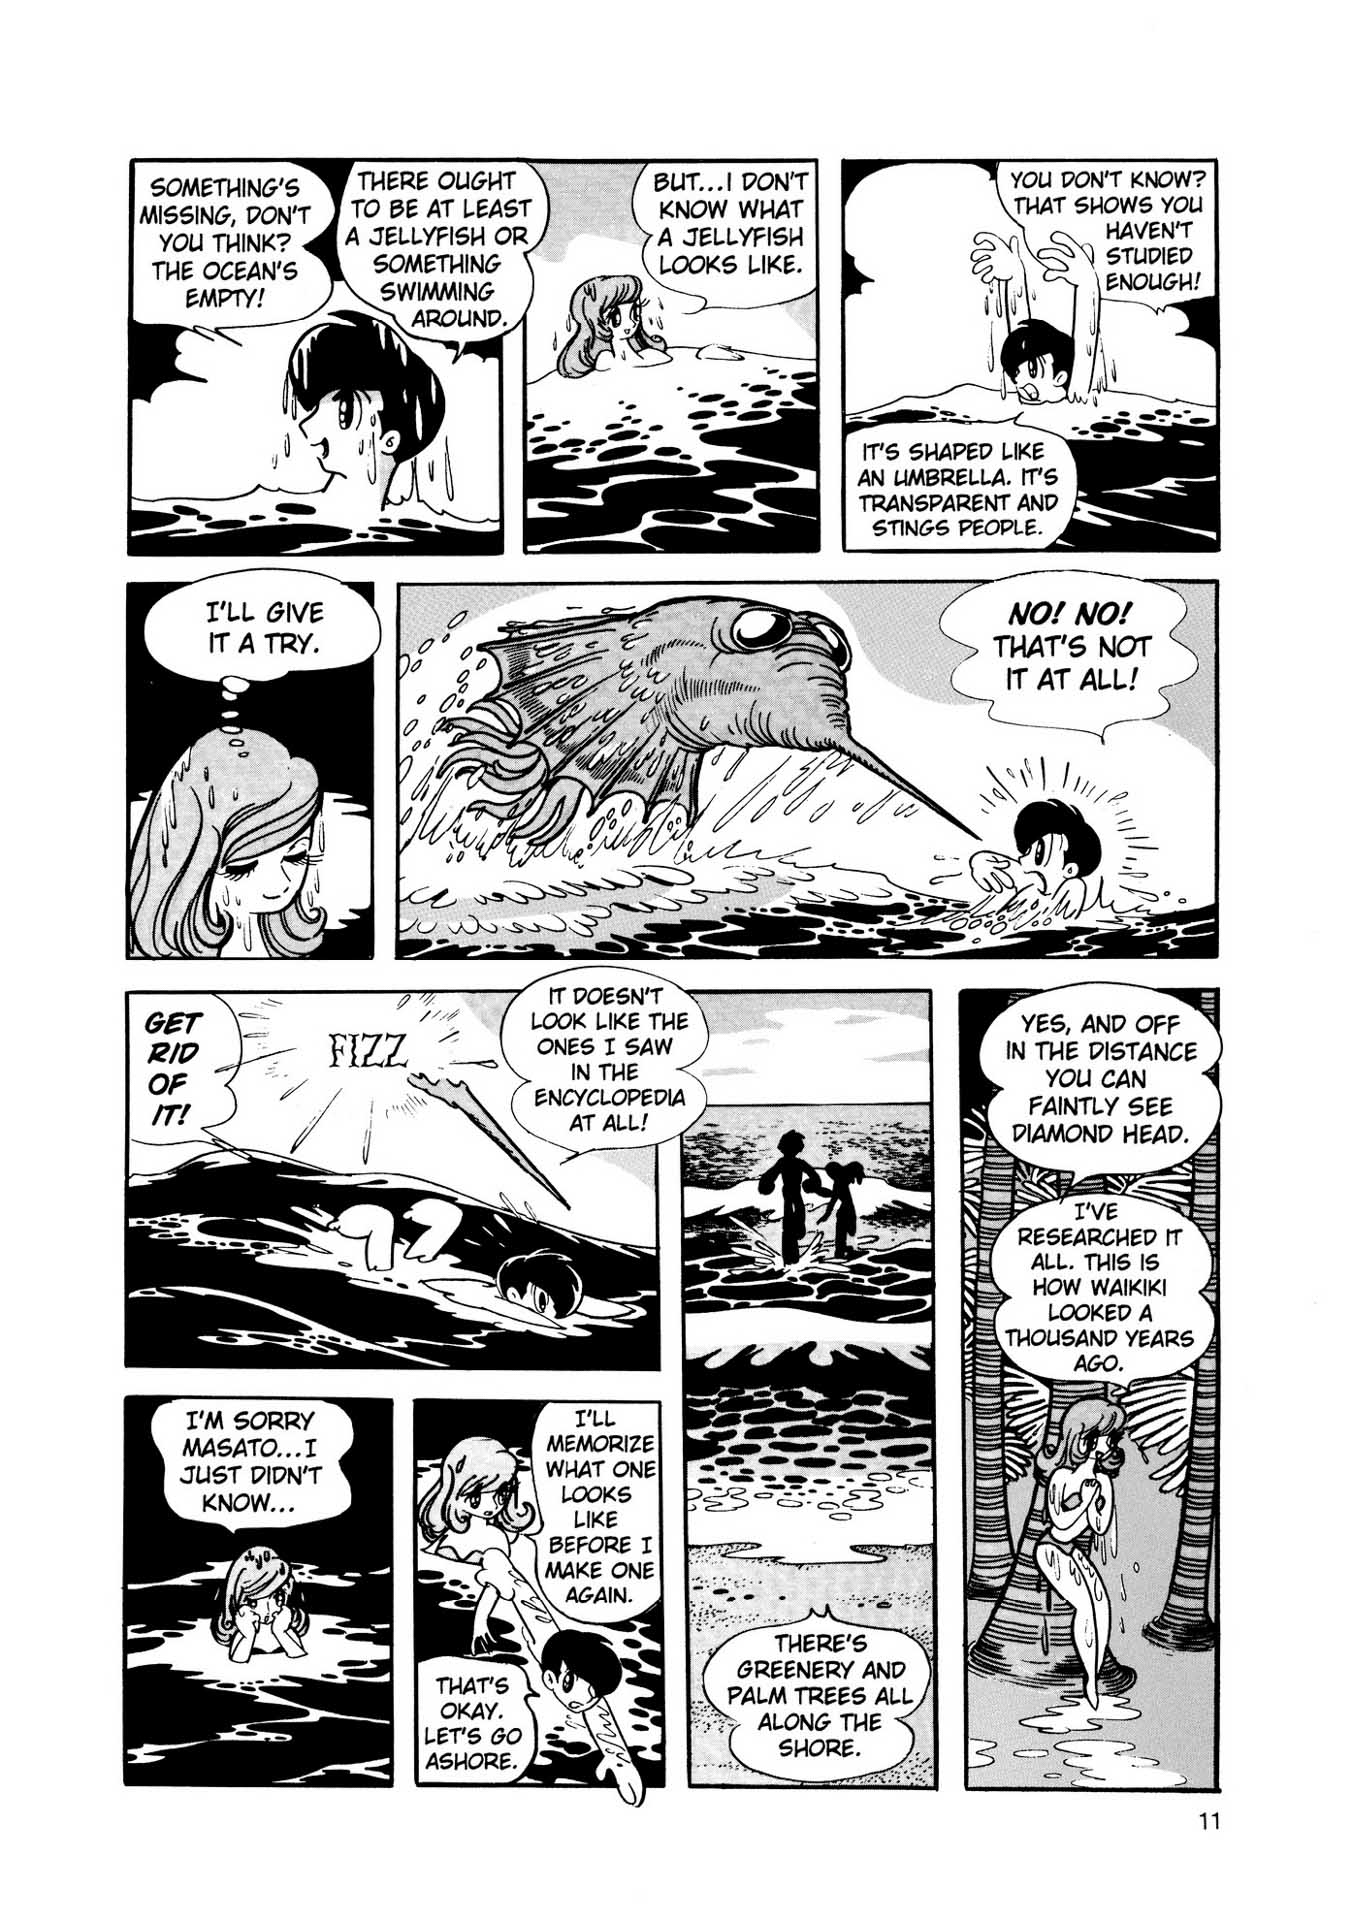 SOMETHING'S
MISSING, DON'T
YOU THINK?
THE OCEAN'S
EMPTY!
THERE OUGHT
TO BE AT LEAST
A JELLYFISH OR
SOMETHING
SWIMMING
AROUND.
BUT...I DON'T
KNOW WHAT
A JELLYFISH
LOOKS LIKE.
YOU DON'T KNOW?
THAT SHOWS YOU
HAVEN'T
STUDIED
ENOUGH!
IT'S SHAPED LIKE
AN UMBRELLA. IT'S
TRANSPARENT AND
STINGS PEOPLE.
I'LL GIVE
IT A TRY.
NO! NO!
THAT'S NOT
IT AT ALL!
GET
RID
OF
IT!
FIZZ
IT DOESN'T
LOOK LIKE THE
ONES I SAW
IN THE
ENCYCLOPEDIA
AT ALL!
I'M SORRY
MASATO...I
JUST DIDN'T
KNOW...
I'LL
MEMORIZE
WHAT ONE
LOOKS
LIKE
BEFORE I
MAKE ONE
AGAIN.
THAT'S
OKAY.
LET'S GO
ASHORE.
THERE'S
GREENERY AND
PALM TREES ALL
ALONG THE
SHORE.
YES, AND OFF
IN THE DISTANCE
YOU CAN
FAINTLY SEE
DIAMOND HEAD.
I'VE
RESEARCHED IT
ALL. THIS IS
HOW WAIKIKI
LOOKED A
THOUSAND YEARS
AGO.
11